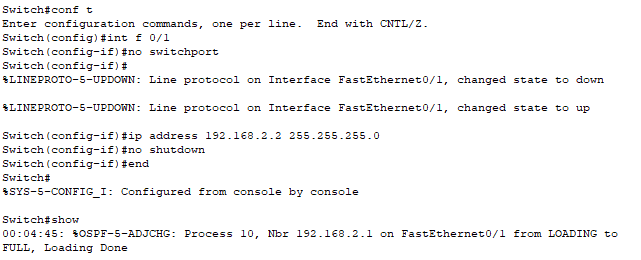 Switch#conf t
Enter configuration commands, one per line.  End with CNTL/Z.
Switch(config)#int f 0/1
Switch(config-if)#no switchport
Switch(config-if)#
%LINEPROTO-5-UPDOWN: Line protocol on Interface FastEthernet0/1, changed state to down
%LINEPROTO-5-UPDOWN: Line protocol on Interface FastEthernet0/1, changed state to up
Switch(config-if)#ip address 192.168.2.2 255.255.255.0
Switch(config-if)#no shutdown
Switch(config-if)#end
Switch#
%SYS-5-CONFIG_I: Configured from console by console
Switch#show
00:04:45: %OSPF-5-ADJCHG: Process 10, Nbr 192.168.2.1 on FastEthernet0/1 from LOADING to
FULL, Loading Done